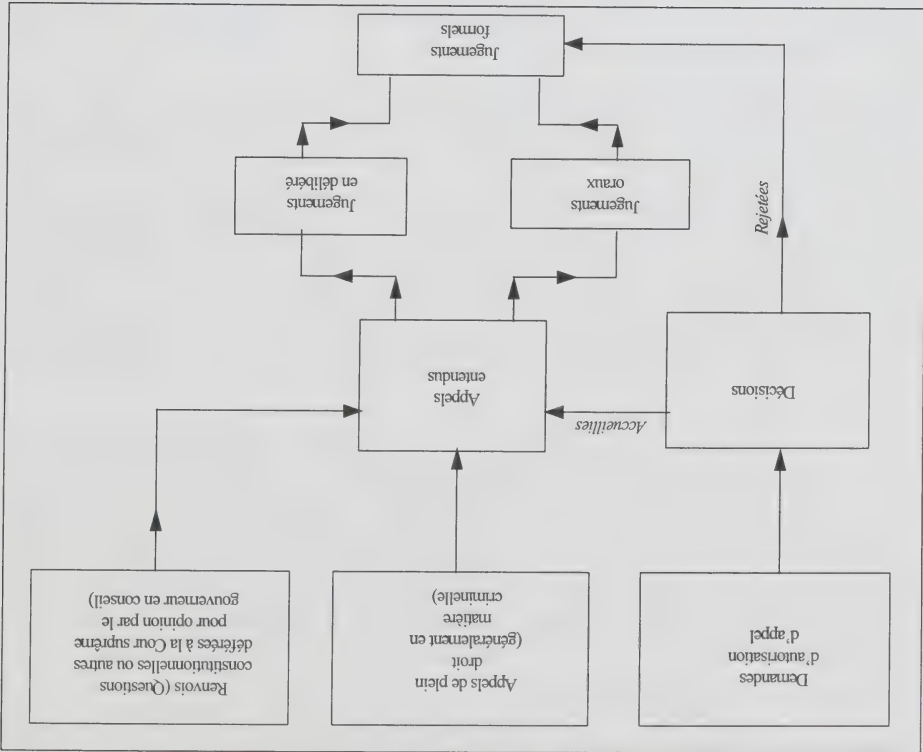 Demandes
d'autorisation
d'appel
Appels de plein
droit
(généralement en
matière
criminelle)
Renvois (Questions
constitutionnelles ou autres
déférées à la Cour suprême
pour opinion par le
gouverneur en conseil)
Décisions
Accueillies
Appels
entendus
Rejetées
Jugements
oraux
Jugements
en délibéré
Jugements
formels